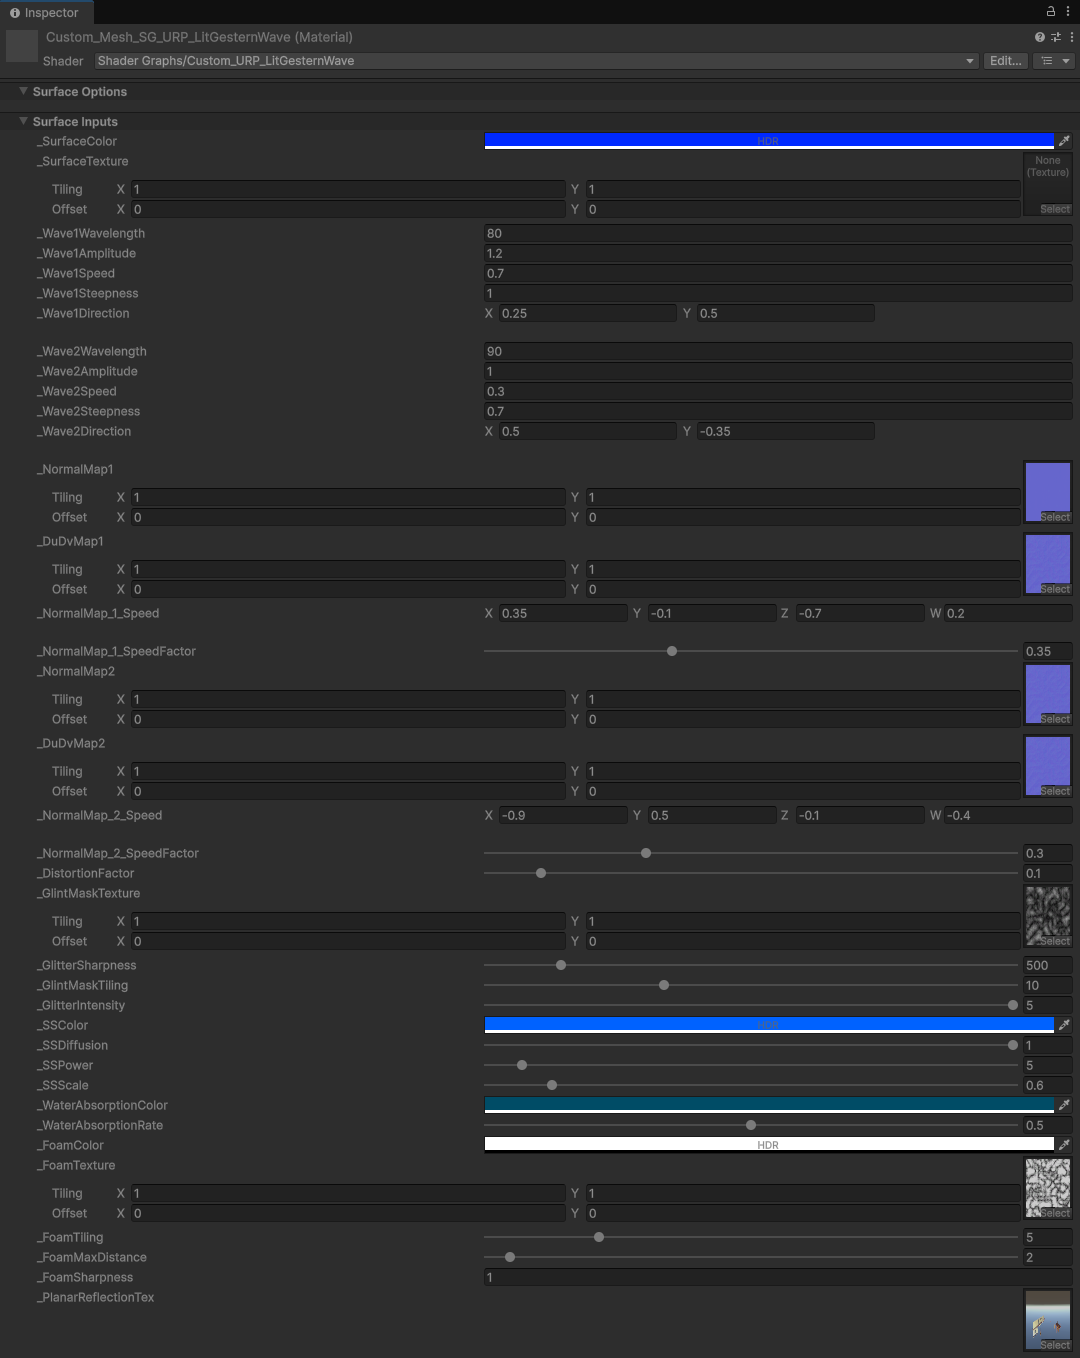 Inspector
Custom_Mesh_SG_URP_LitGesternWave (Material)
Shader Shader Graphs/Custom_URP_LitGesternWave Edit...
Surface Options
Surface Inputs
_SurfaceColor HDR
_SurfaceTexture None (Texture)
Tiling X 1 Y 1
Offset X 0 Y 0 Select
_Wave1Wavelength 80
_Wave1Amplitude 1.2
_Wave1Speed 0.7
_Wave1Steepness 1
_Wave1Direction X 0.25 Y 0.5
_Wave2Wavelength 90
_Wave2Amplitude 1
_Wave2Speed 0.3
_Wave2Steepness 0.7
_Wave2Direction X 0.5 Y -0.35
_NormalMap1
Tiling X 1 Y 1
Offset X 0 Y 0 Select
_DuDvMap1
Tiling X 1 Y 1
Offset X 0 Y 0 Select
_NormalMap_1_Speed X 0.35 Y -0.1 Z -0.7 W 0.2
_NormalMap_1_SpeedFactor 0.35
_NormalMap2
Tiling X 1 Y 1
Offset X 0 Y 0 Select
_DuDvMap2
Tiling X 1 Y 1
Offset X 0 Y 0 Select
_NormalMap_2_Speed X -0.9 Y 0.5 Z -0.1 W -0.4
_NormalMap_2_SpeedFactor 0.3
_DistortionFactor 0.1
_GlintMaskTexture
Tiling X 1 Y 1
Offset X 0 Y 0 Select
_GlitterSharpness 500
_GlintMaskTiling 10
_GlitterIntensity 5
_SSColor HDR
_SSDiffusion 1
_SSPower 5
_SSScale 0.6
_WaterAbsorptionColor
_WaterAbsorptionRate 0.5
_FoamColor HDR
_FoamTexture
Tiling X 1 Y 1
Offset X 0 Y 0 Select
_FoamTiling 5
_FoamMaxDistance 2
_FoamSharpness 1
_PlanarReflectionTex
Select